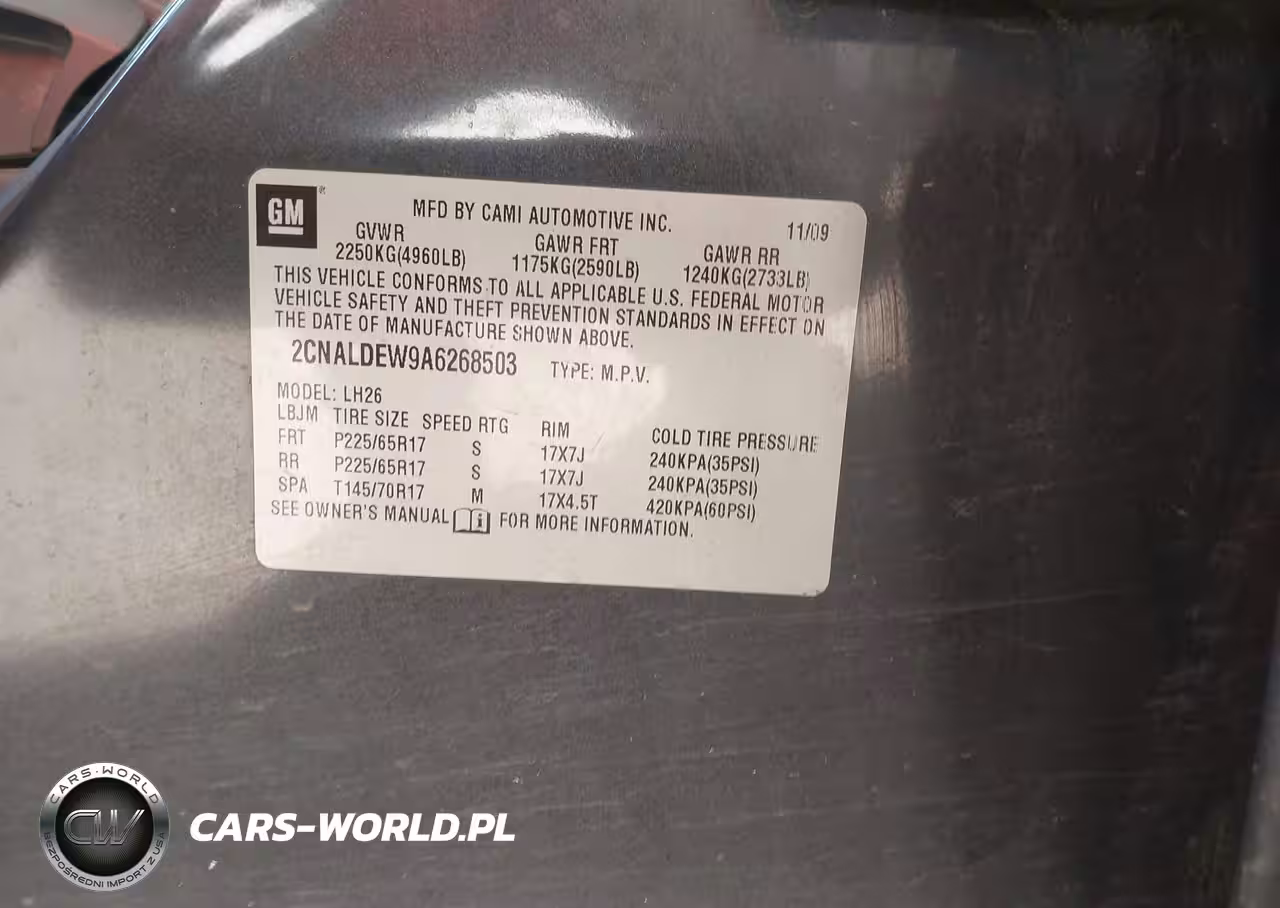 GM
MFD BY CAMI AUTOMOTIVE INC. 11/09
GVWR GAWR FRT GAWR RR
2250KG(4960LB) 1175KG(2590LB) 1240KG(2733LB)
THIS VEHICLE CONFORMS TO ALL APPLICABLE U.S. FEDERAL MOTOR
VEHICLE SAFETY AND THEFT PREVENTION STANDARDS IN EFFECT ON
THE DATE OF MANUFACTURE SHOWN ABOVE.
2CNALDEW9A6268503 TYPE: M.P.V.
MODEL: LH26
LBJM TIRE SIZE SPEED RTG RIM COLD TIRE PRESSURE
FRT P225/65R17 S 17X7J 240KPA(35PSI)
RR P225/65R17 S 17X7J 240KPA(35PSI)
SPA T145/70R17 M 17X4.5T 420KPA(60PSI)
SEE OWNER'S MANUAL FOR MORE INFORMATION.
CARS-WORLD
CW
BEZPOŚREDNI IMPORT Z USA
CARS-WORLD.PL